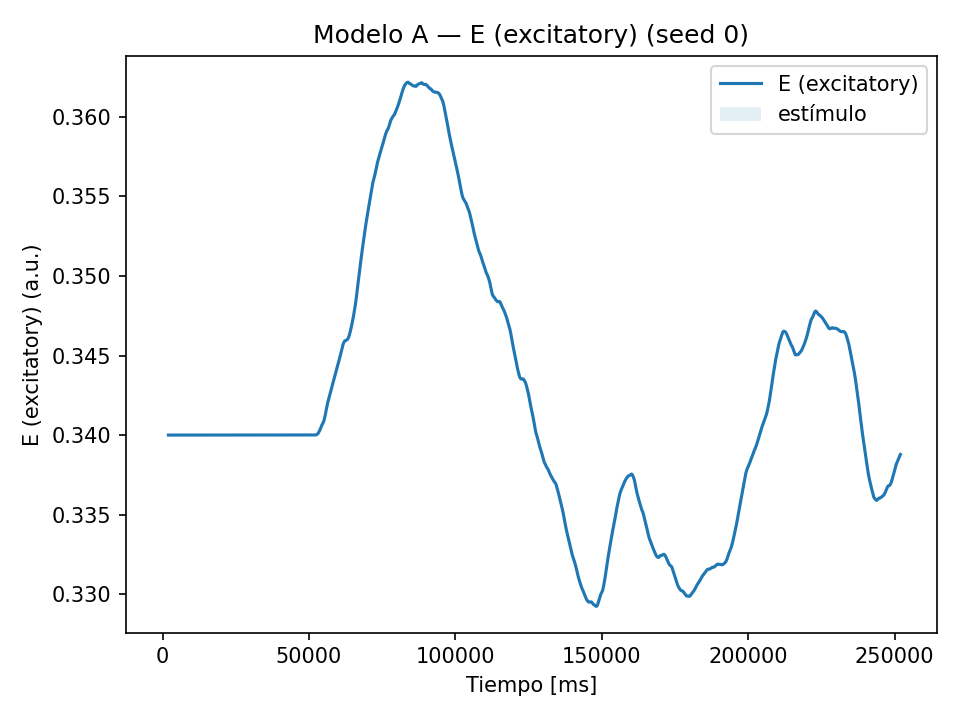 Modelo A — E (excitatory) (seed 0)
E (excitatory)
estímulo
0.360
0.355
0.350
0.345
0.340
0.335
0.330
E (excitatory) (a.u.)
0
50000
100000
150000
200000
250000
Tiempo [ms]